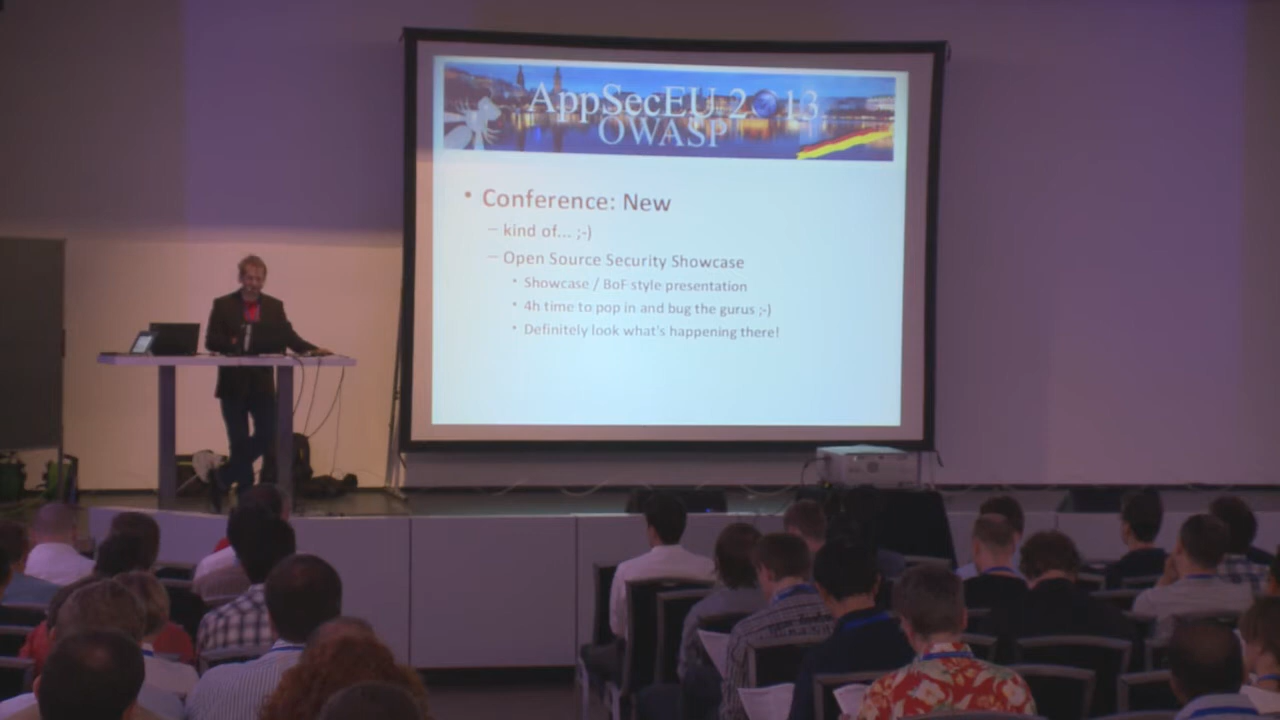 AppSecEU 2013
OWASP
• Conference: New
– kind of... ;-)
– Open Source Security Showcase
• Showcase / BoF style presentation
• 4h time to pop in and bug the gurus ;-)
• Definitely look what's happening there!